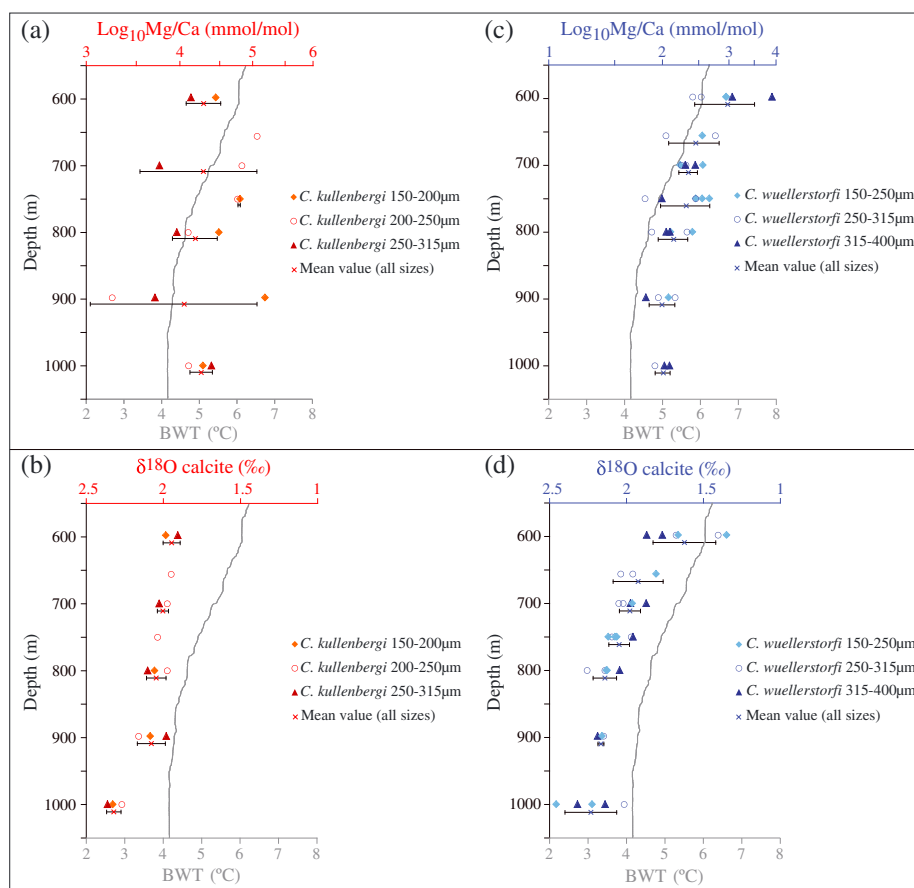 (a)
Log10Mg/Ca (mmol/mol)
3 4 5 6
Depth (m)
600
700
800
900
1000
C. kullenbergi 150-200µm
C. kullenbergi 200-250µm
C. kullenbergi 250-315µm
Mean value (all sizes)
2 3 4 5 6 7 8
BWT (ºC)
(c)
Log10Mg/Ca (mmol/mol)
1 2 3 4
Depth (m)
600
700
800
900
1000
C. wuellerstorfi 150-250µm
C. wuellerstorfi 250-315µm
C. wuellerstorfi 315-400µm
Mean value (all sizes)
1 2 3 4 5 6 7 8
BWT (ºC)
(b)
δ18O calcite (‰)
2.5 2 1.5 1
Depth (m)
600
700
800
900
1000
C. kullenbergi 150-200µm
C. kullenbergi 200-250µm
C. kullenbergi 250-315µm
Mean value (all sizes)
2 3 4 5 6 7 8
BWT (ºC)
(d)
δ18O calcite (‰)
2.5 2 1.5 1
Depth (m)
600
700
800
900
1000
C. wuellerstorfi 150-250µm
C. wuellerstorfi 250-315µm
C. wuellerstorfi 315-400µm
Mean value (all sizes)
2 3 4 5 6 7 8
BWT (ºC)